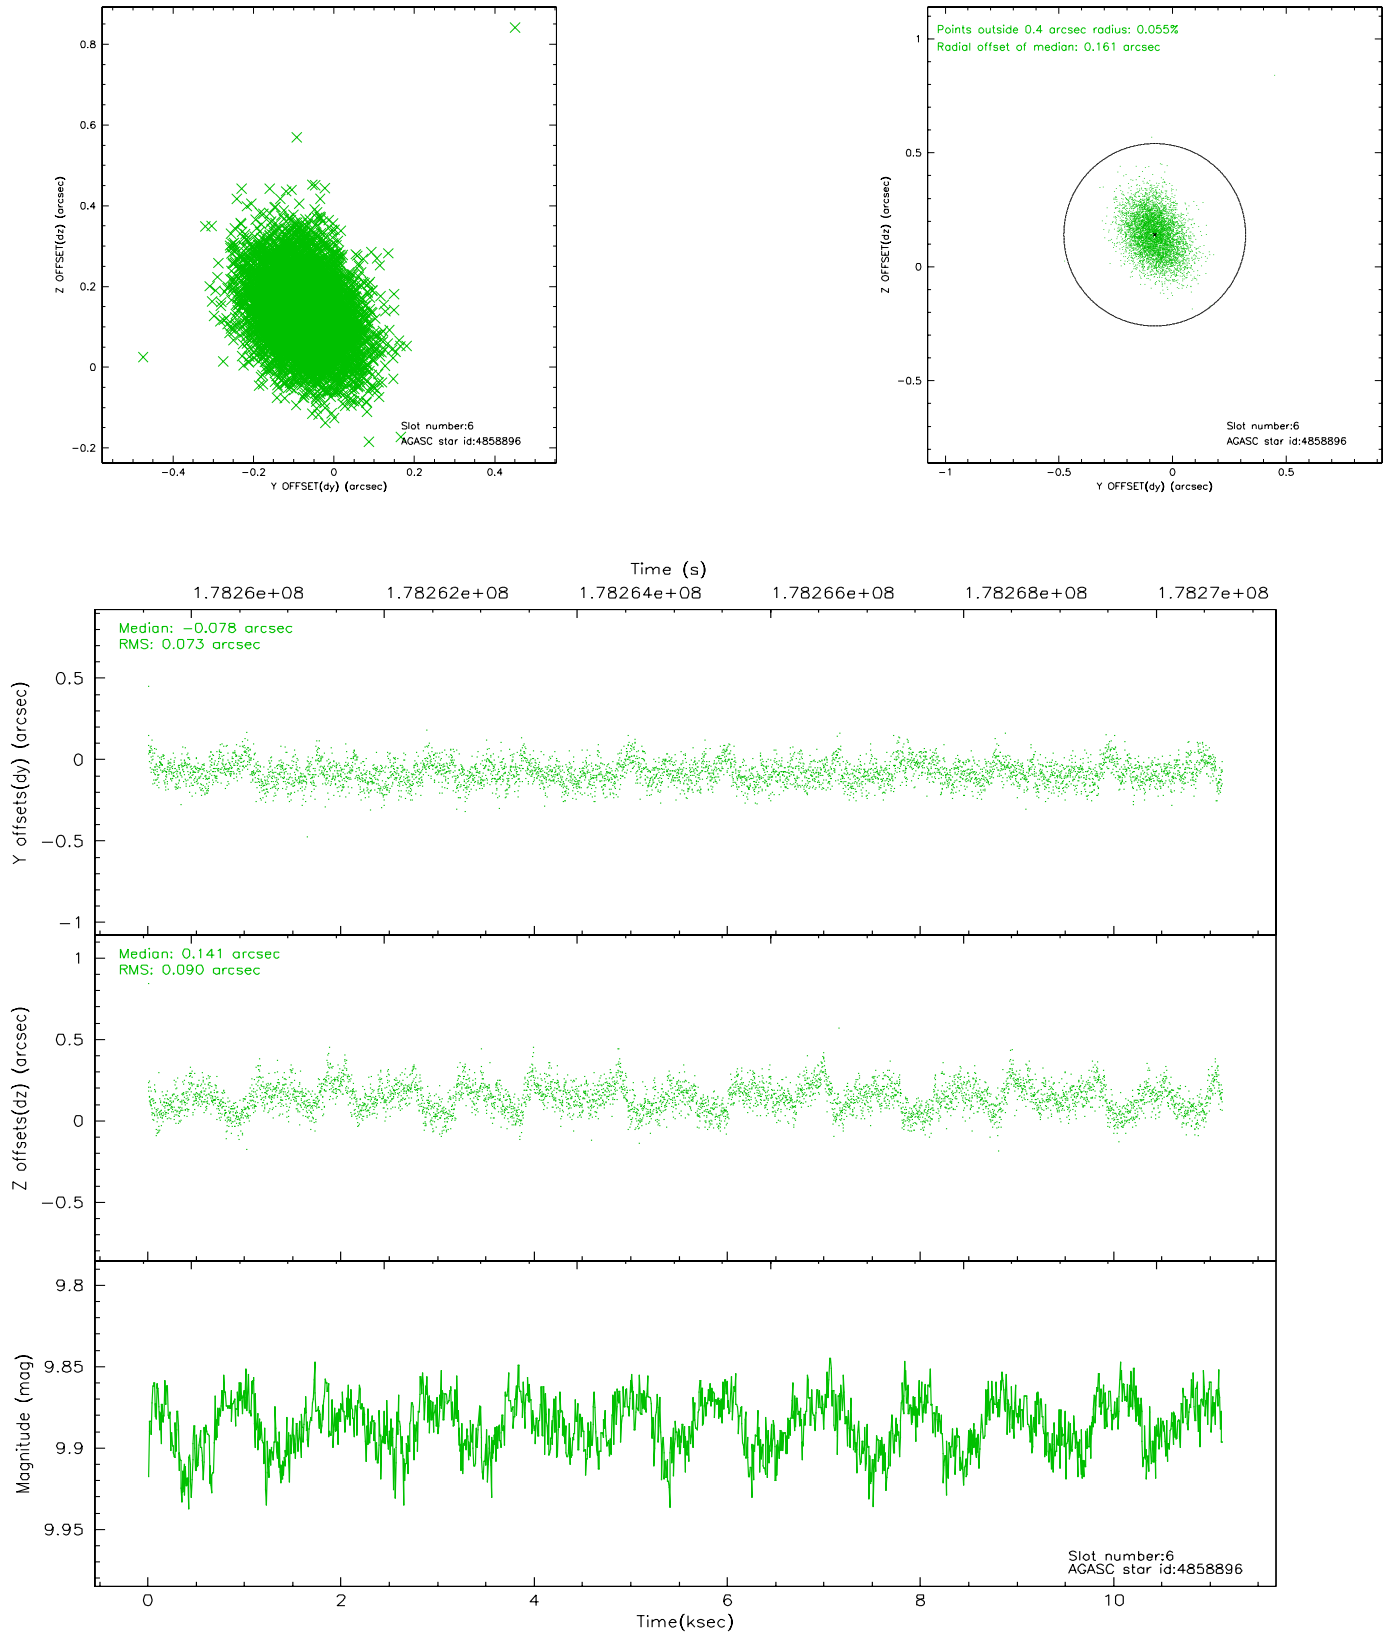 0.8
0.6
0.4
0.2
0
−0.2
−0.4
−0.2
0
0.2
0.4
Z OFFSET(dz) (arcsec)
Y OFFSET(dy) (arcsec)
Slot number:6
AGASC star id:4858896
Points outside 0.4 arcsec radius: 0.055%
Radial offset of median: 0.161 arcsec
1
0.5
0
−0.5
−1
−0.5
0
0.5
Z OFFSET(dz) (arcsec)
Y OFFSET(dy) (arcsec)
Slot number:6
AGASC star id:4858896
Time (s)
1.7826e+08
1.78262e+08
1.78264e+08
1.78266e+08
1.78268e+08
1.7827e+08
Median: −0.078 arcsec
RMS: 0.073 arcsec
0.5
0
−0.5
−1
Y offsets(dy) (arcsec)
Median: 0.141 arcsec
RMS: 0.090 arcsec
1
0.5
0
−0.5
Z offsets(dz) (arcsec)
9.8
9.85
9.9
9.95
Magnitude (mag)
Slot number:6
AGASC star id:4858896
0
2
4
6
8
10
Time(ksec)